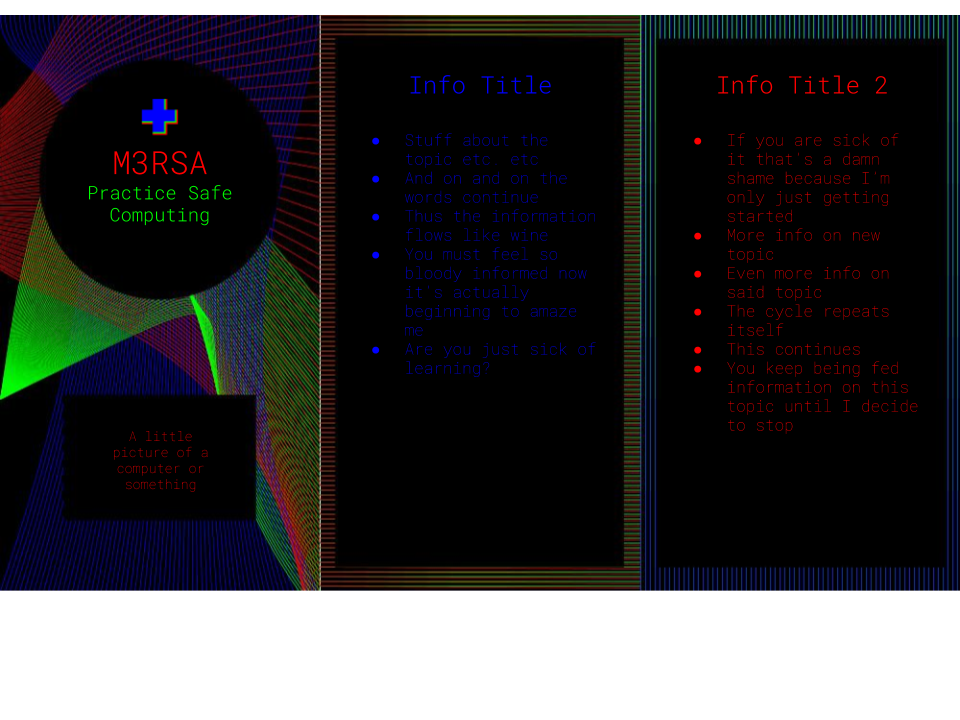 M3RSA
Practice Safe
Computing
A little
picture of a
computer or
something
Info Title
● Stuff about the
topic etc. etc
● And on and on the
words continue
● Thus the information
flows like wine
● You must feel so
bloody informed now
it's actually
beginning to amaze
me
● Are you just sick of
learning?
Info Title 2
● If you are sick of
it that's a damn
shame because I'm
only just getting
started
● More info on new
topic
● Even more info on
said topic
● The cycle repeats
itself
● This continues
● You keep being fed
information on this
topic until I decide
to stop